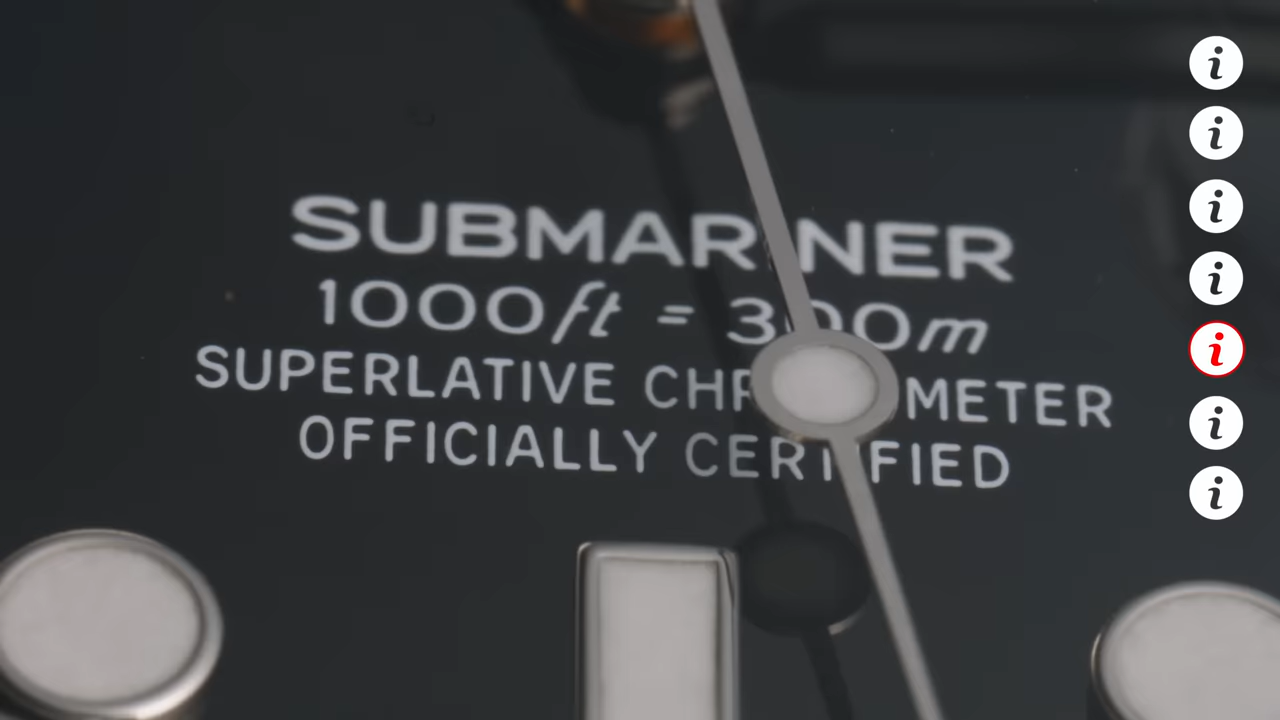 SUBMARINER
1000ft = 300m
SUPERLATIVE CHRONOMETER
OFFICIALLY CERTIFIED
i
i
i
i
i
i
i